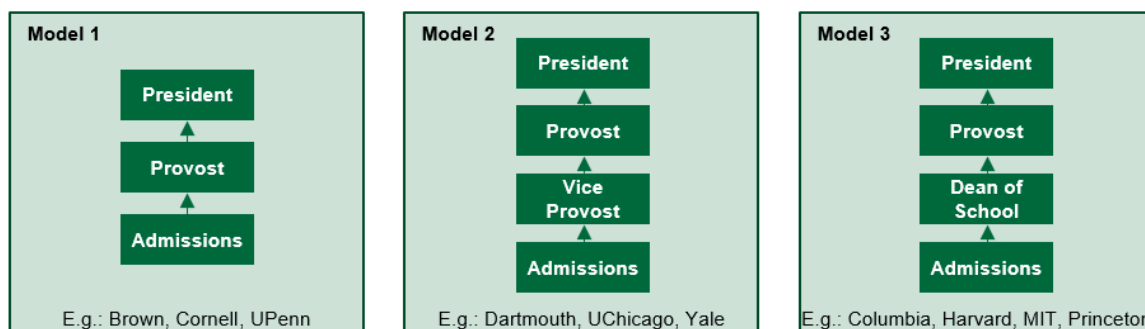 Model 1
President
Provost
Admissions
E.g.: Brown, Cornell, UPenn
Model 2
President
Provost
Vice
Provost
Admissions
E.g.: Dartmouth, UChicago, Yale
Model 3
President
Provost
Dean of
School
Admissions
E.g.: Columbia, Harvard, MIT, Princeton